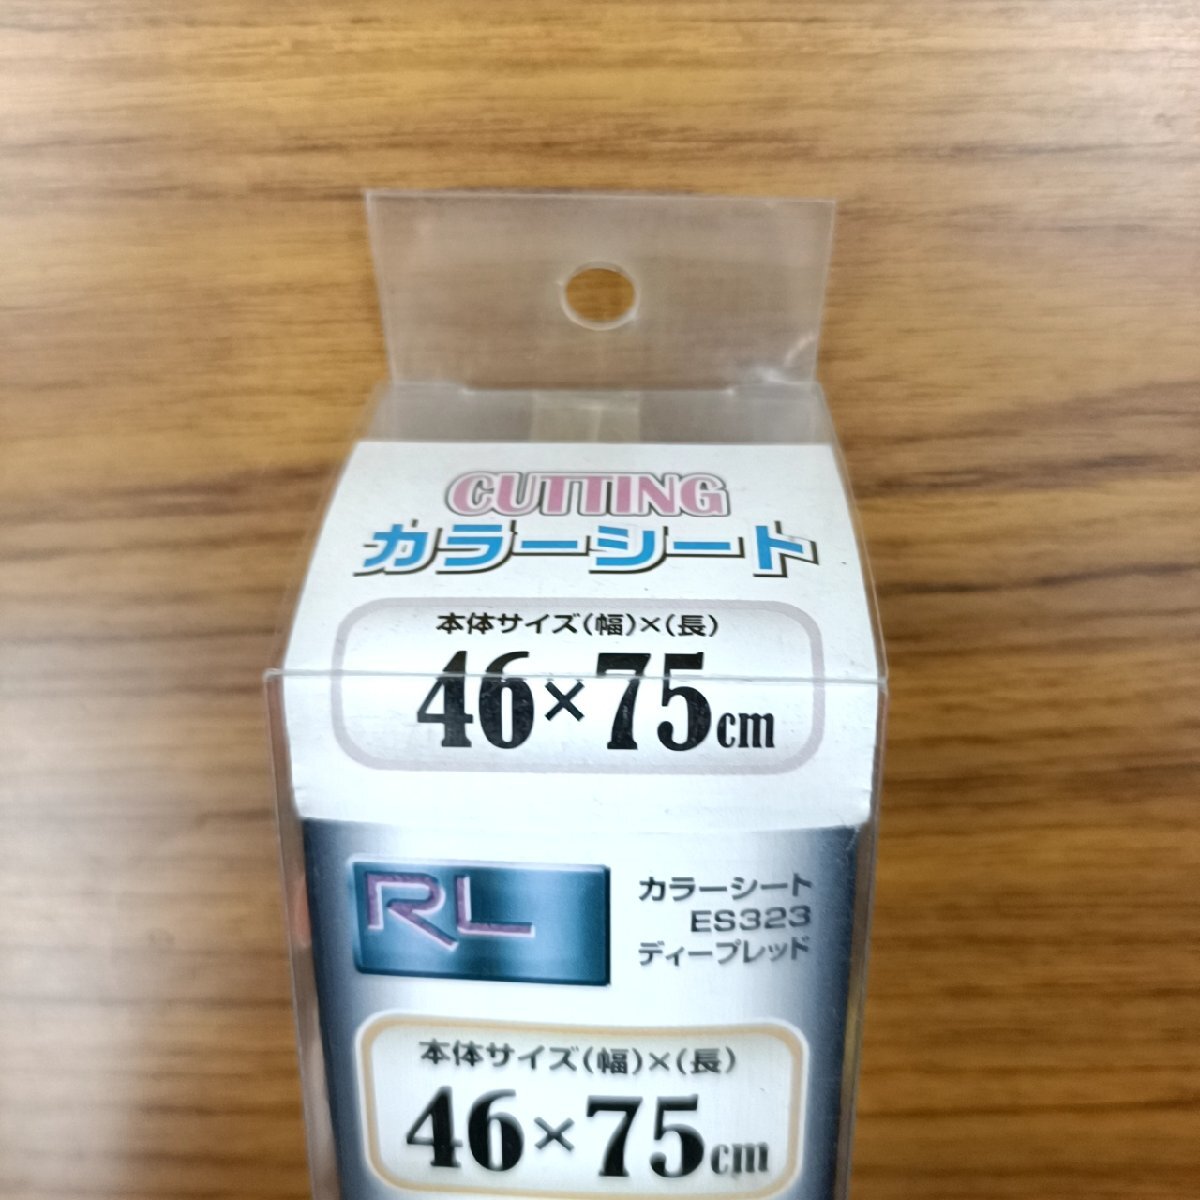 CUTTING
カラーシート
本体サイズ(幅)×(長)
46×75cm
RL
カラーシート
ES323
ディープレッド
本体サイズ(幅)×(長)
46×75cm